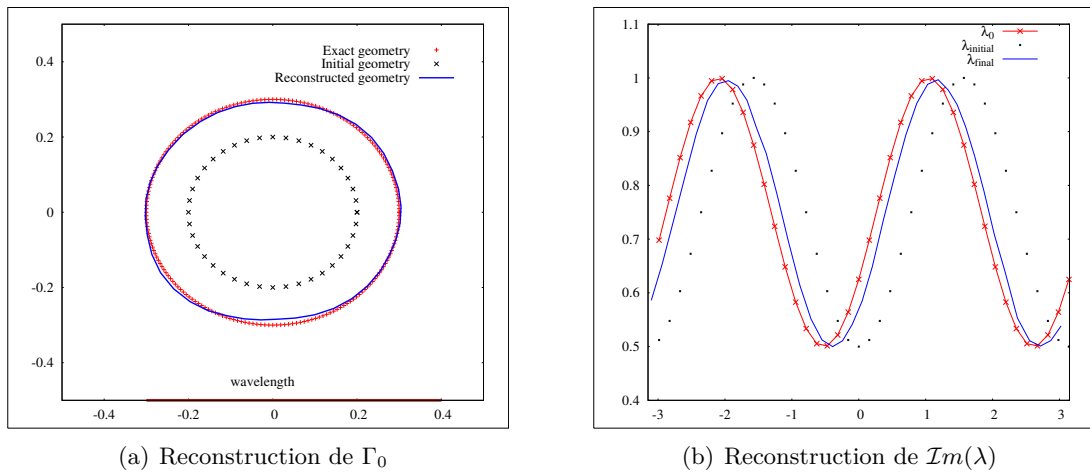 Exact geometry
Initial geometry
Reconstructed geometry
0.4
0.2
0
-0.2
-0.4
wavelength
-0.4 -0.2 0 0.2 0.4
(a) Reconstruction de Γ0
λ0
λinitial
λfinal
1.1
1
0.9
0.8
0.7
0.6
0.5
0.4
-3 -2 -1 0 1 2 3
(b) Reconstruction de Im(λ)